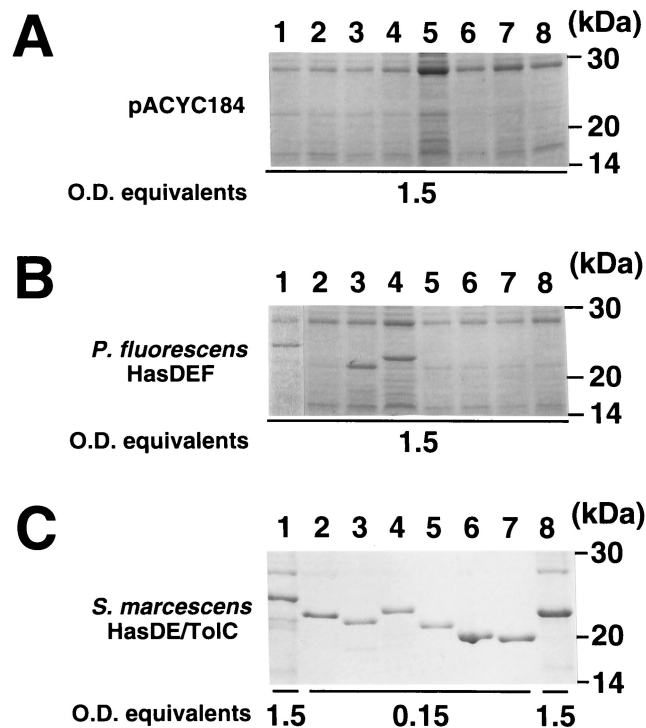 A
1 2 3 4 5 6 7 8 (kDa)
30
pACYC184
20
14
O.D. equivalents 1.5
B
1 2 3 4 5 6 7 8 (kDa)
30
P. fluorescens
HasDEF
20
14
O.D. equivalents 1.5
C
1 2 3 4 5 6 7 8 (kDa)
30
S. marcescens
HasDE/TolC
20
14
O.D. equivalents 1.5 0.15 1.5